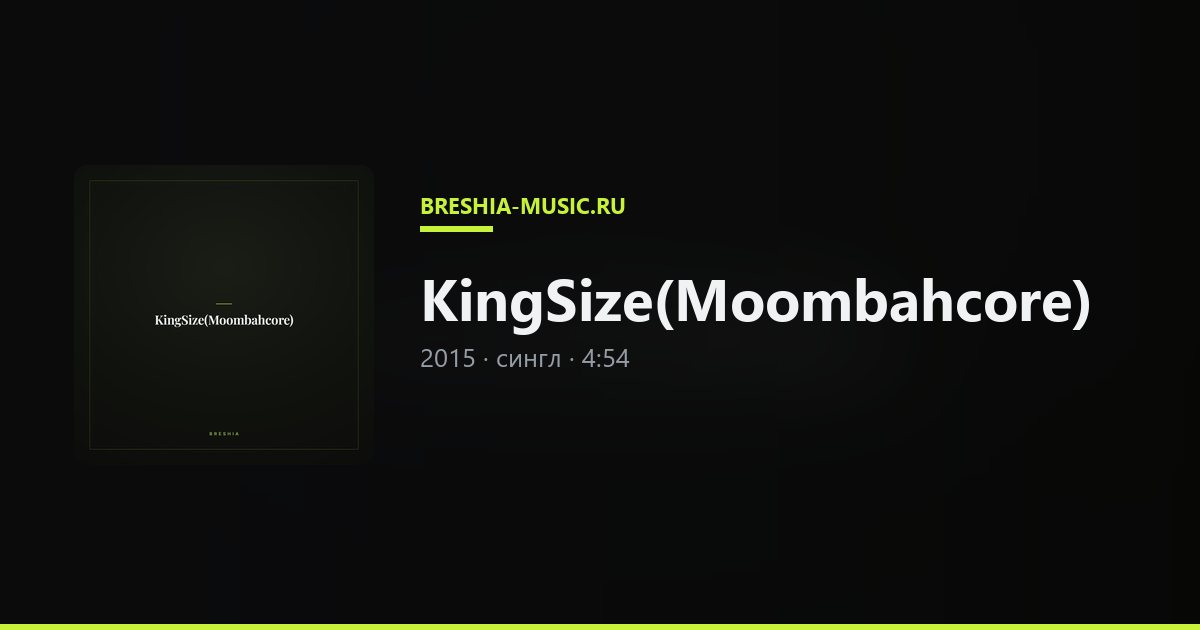 KingSize(Moombahcore)
BRESHIA
BRESHIA-MUSIC.RU
KingSize(Moombahcore)
2015 · сингл · 4:54